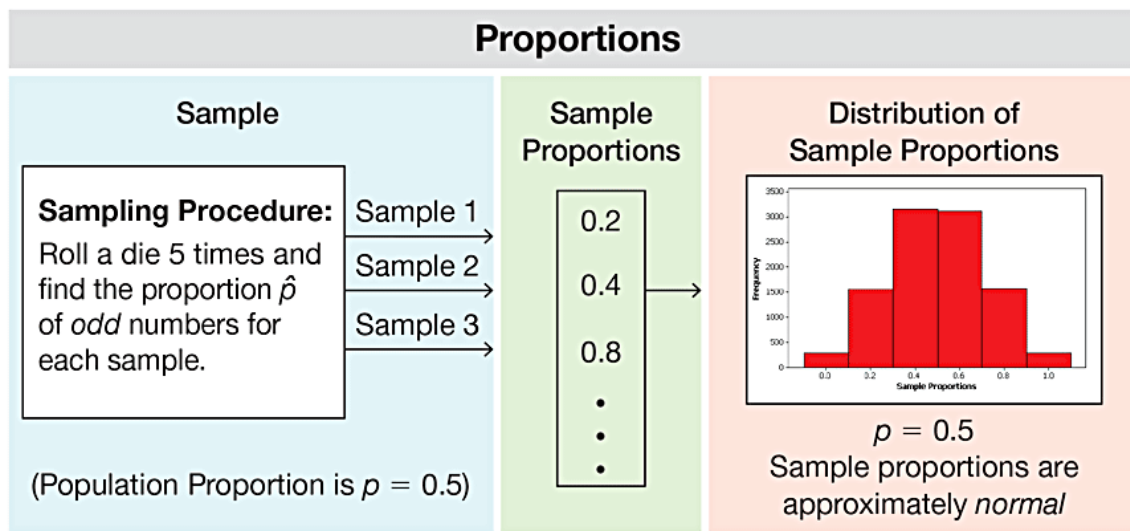 Proportions
Sample
Sampling Procedure:
Roll a die 5 times and
find the proportion p̂
of odd numbers for
each sample.
Sample 1
Sample 2
Sample 3
(Population Proportion is p = 0.5)
Sample
Proportions
0.2
0.4
0.8
Distribution of
Sample Proportions
Frequency
3500
3000
2500
2000
1500
1000
500
0
0.0 0.2 0.4 0.6 0.8 1.0
Sample Proportions
p = 0.5
Sample proportions are
approximately normal